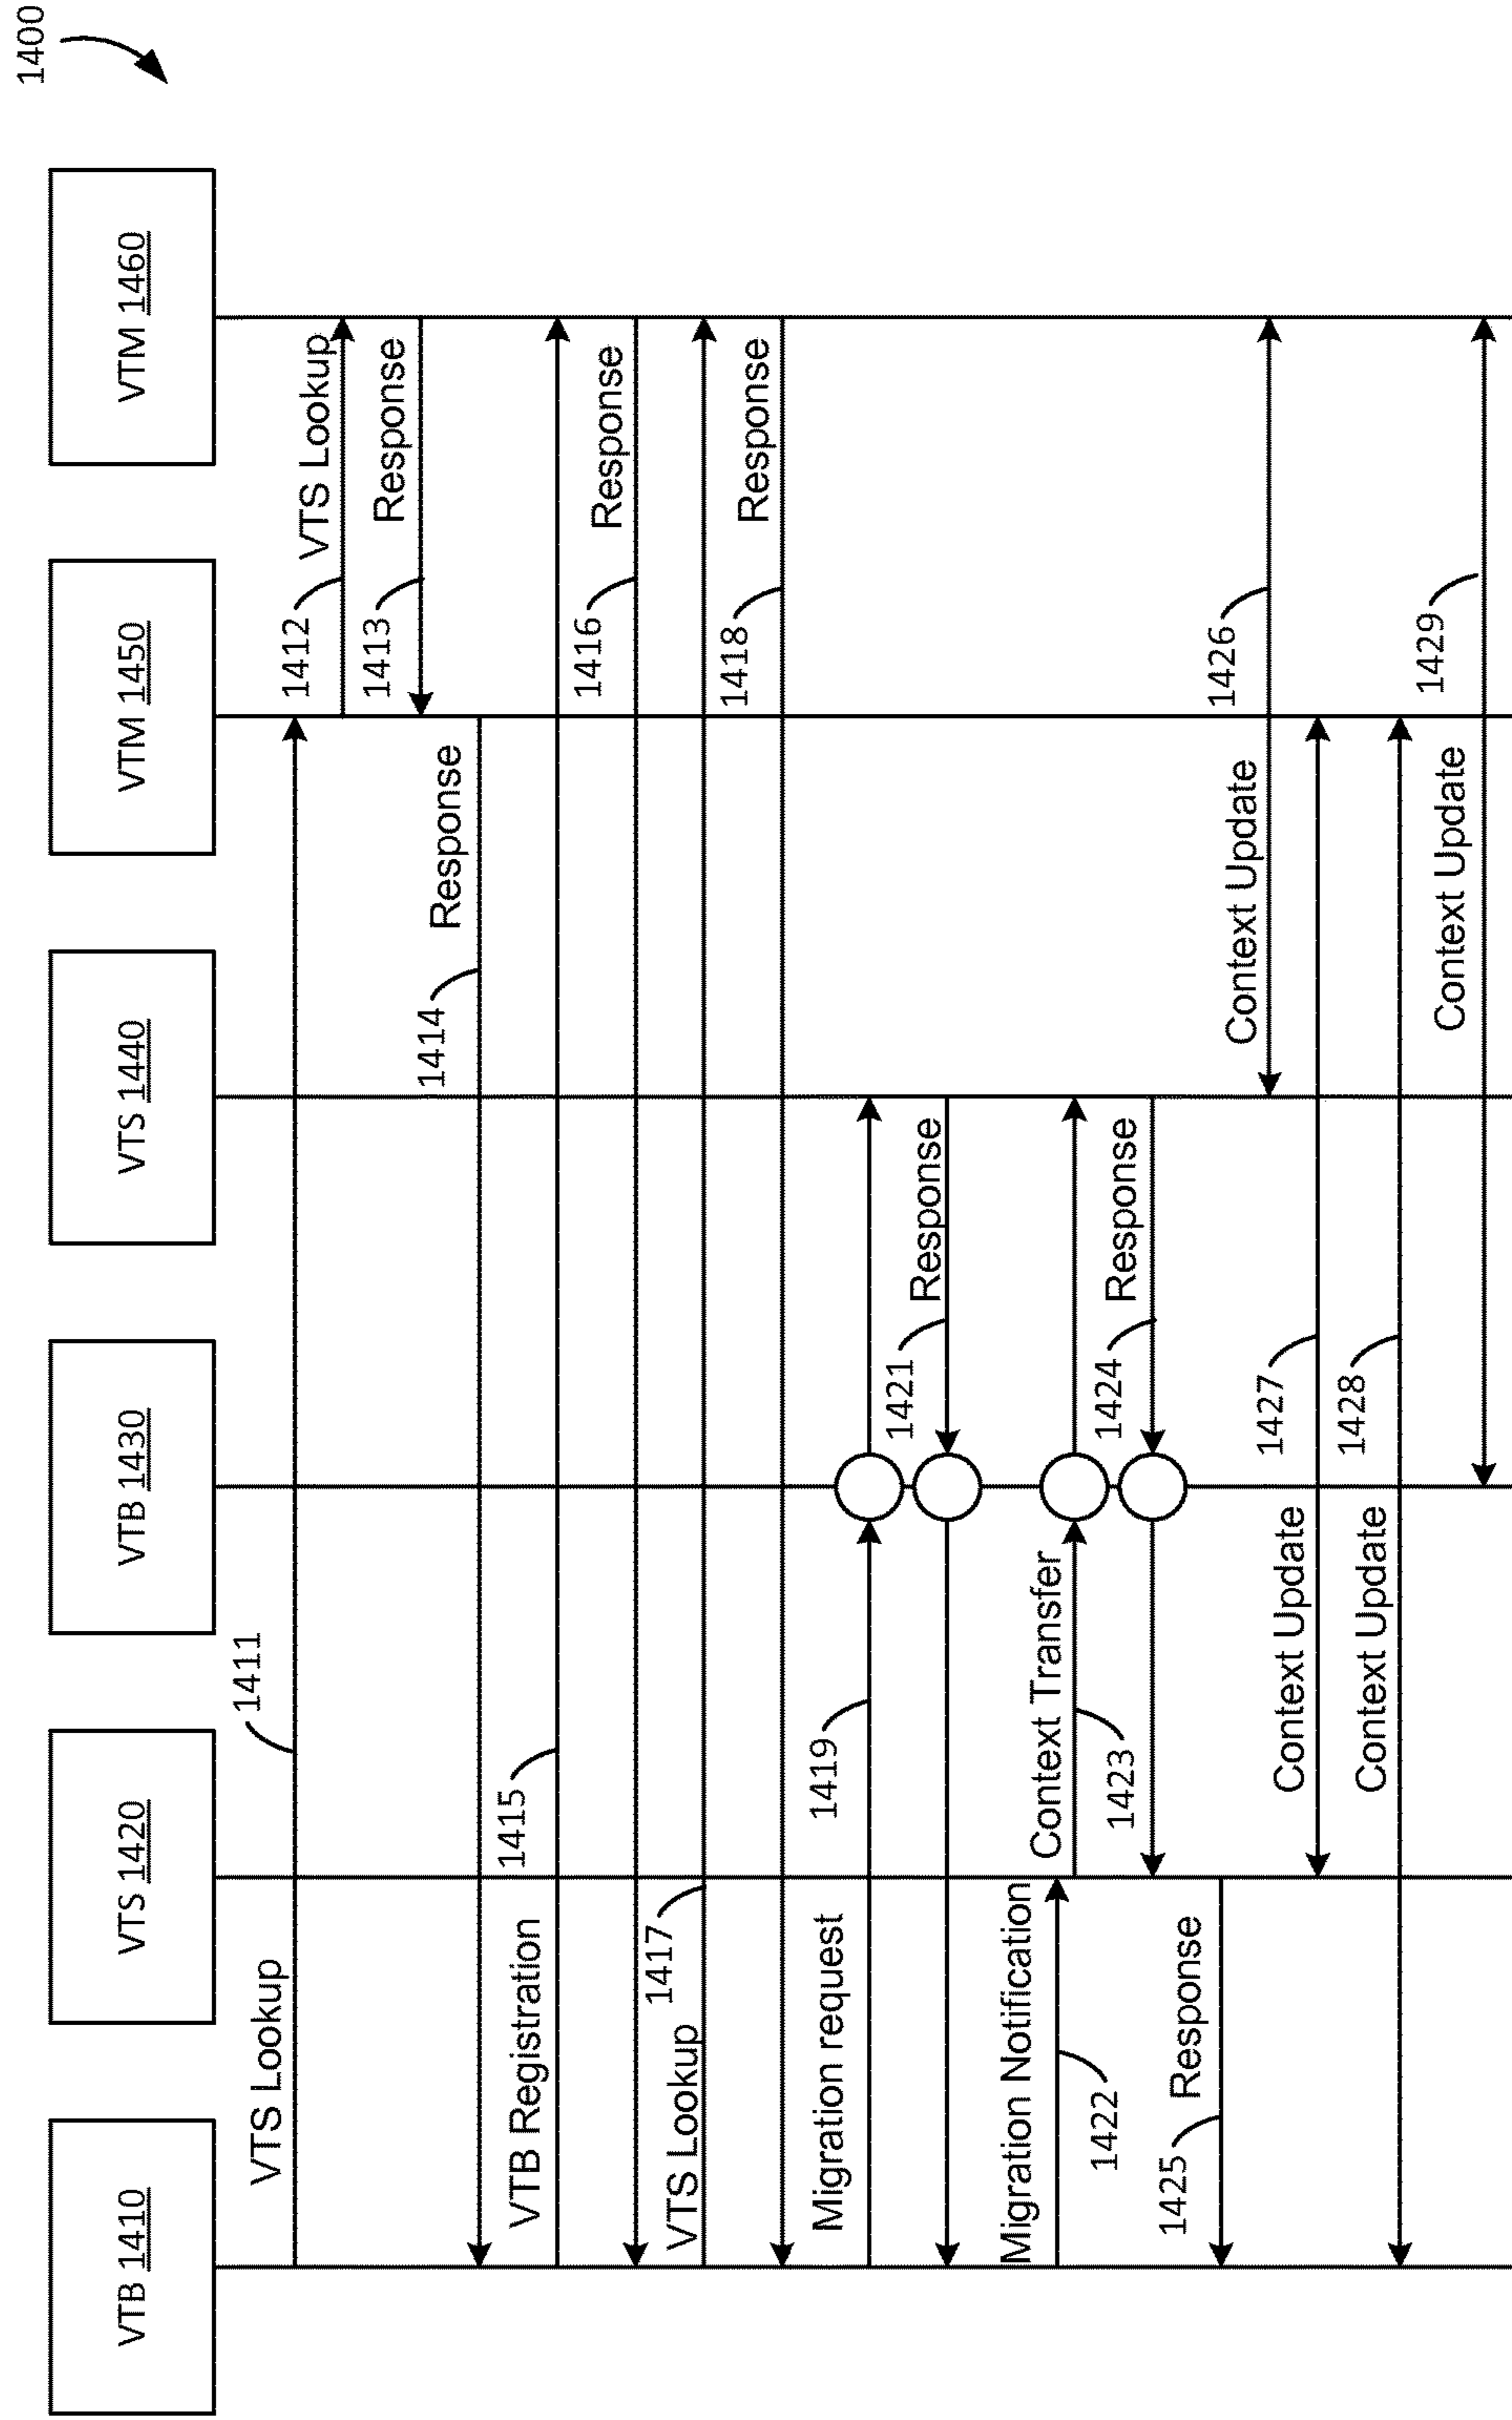 1400
VTB 1410
VTS 1420
VTB 1430
VTS 1440
VTM 1450
VTM 1460
VTS Lookup
1411
1412
VTS Lookup
1413
Response
1414
Response
VTB Registration
1415
1416
Response
VTS Lookup
1417
1418
Response
Migration request
1419
1421
Response
Migration Notification
1422
Context Transfer
1423
1424
Response
1425
Response
Context Update
1426
Context Update
1427
Context Update
1428
Context Update
1429